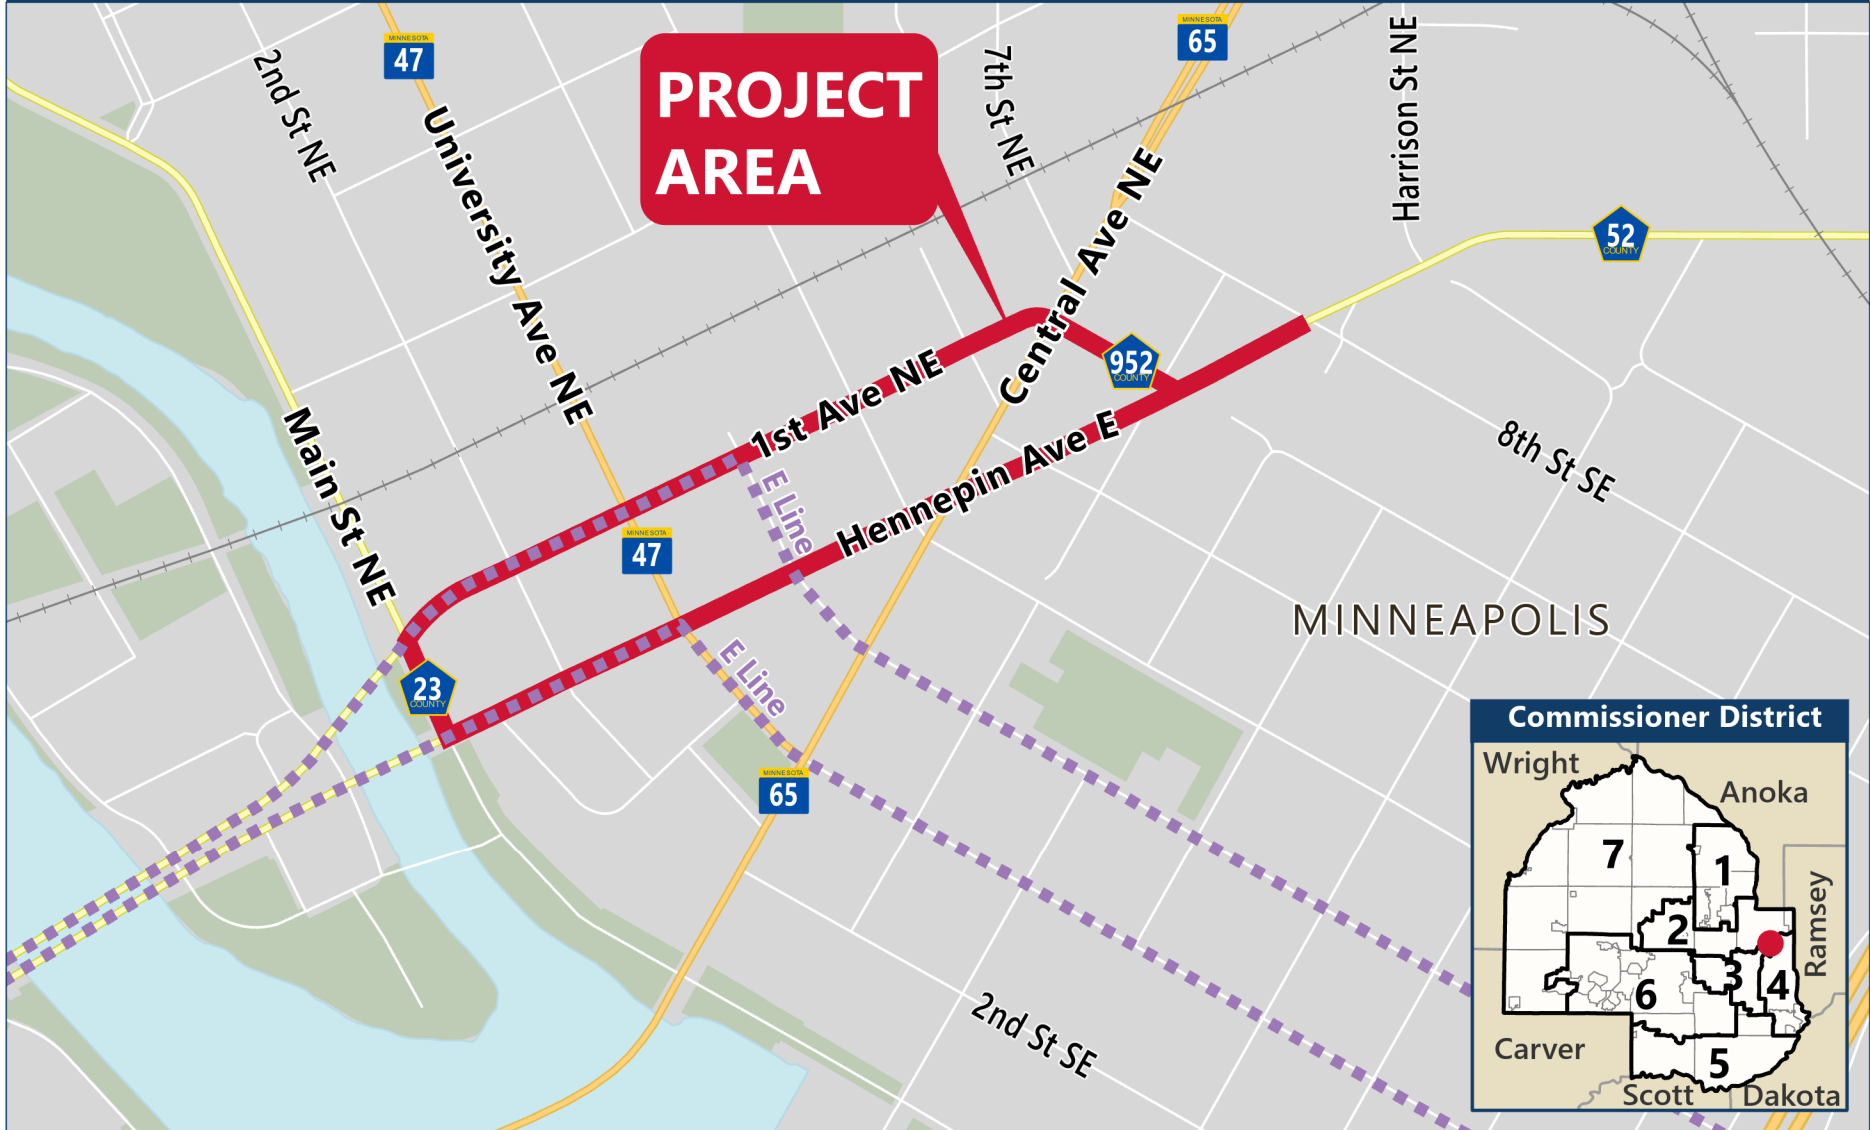 MINNESOTA
47
MINNESOTA
65
2nd St NE
University Ave NE
PROJECT
AREA
7th St NE
Central Ave NE
Harrison St NE
52
COUNTY
952
COUNTY
1st Ave NE
Main St NE
Hennepin Ave E
E Line
8th St SE
MINNESOTA
47
MINNEAPOLIS
E Line
23
COUNTY
MINNESOTA
65
2nd St SE
Commissioner District
Wright
Anoka
7
1
Ramsey
2
3
4
6
Carver
5
Scott
Dakota